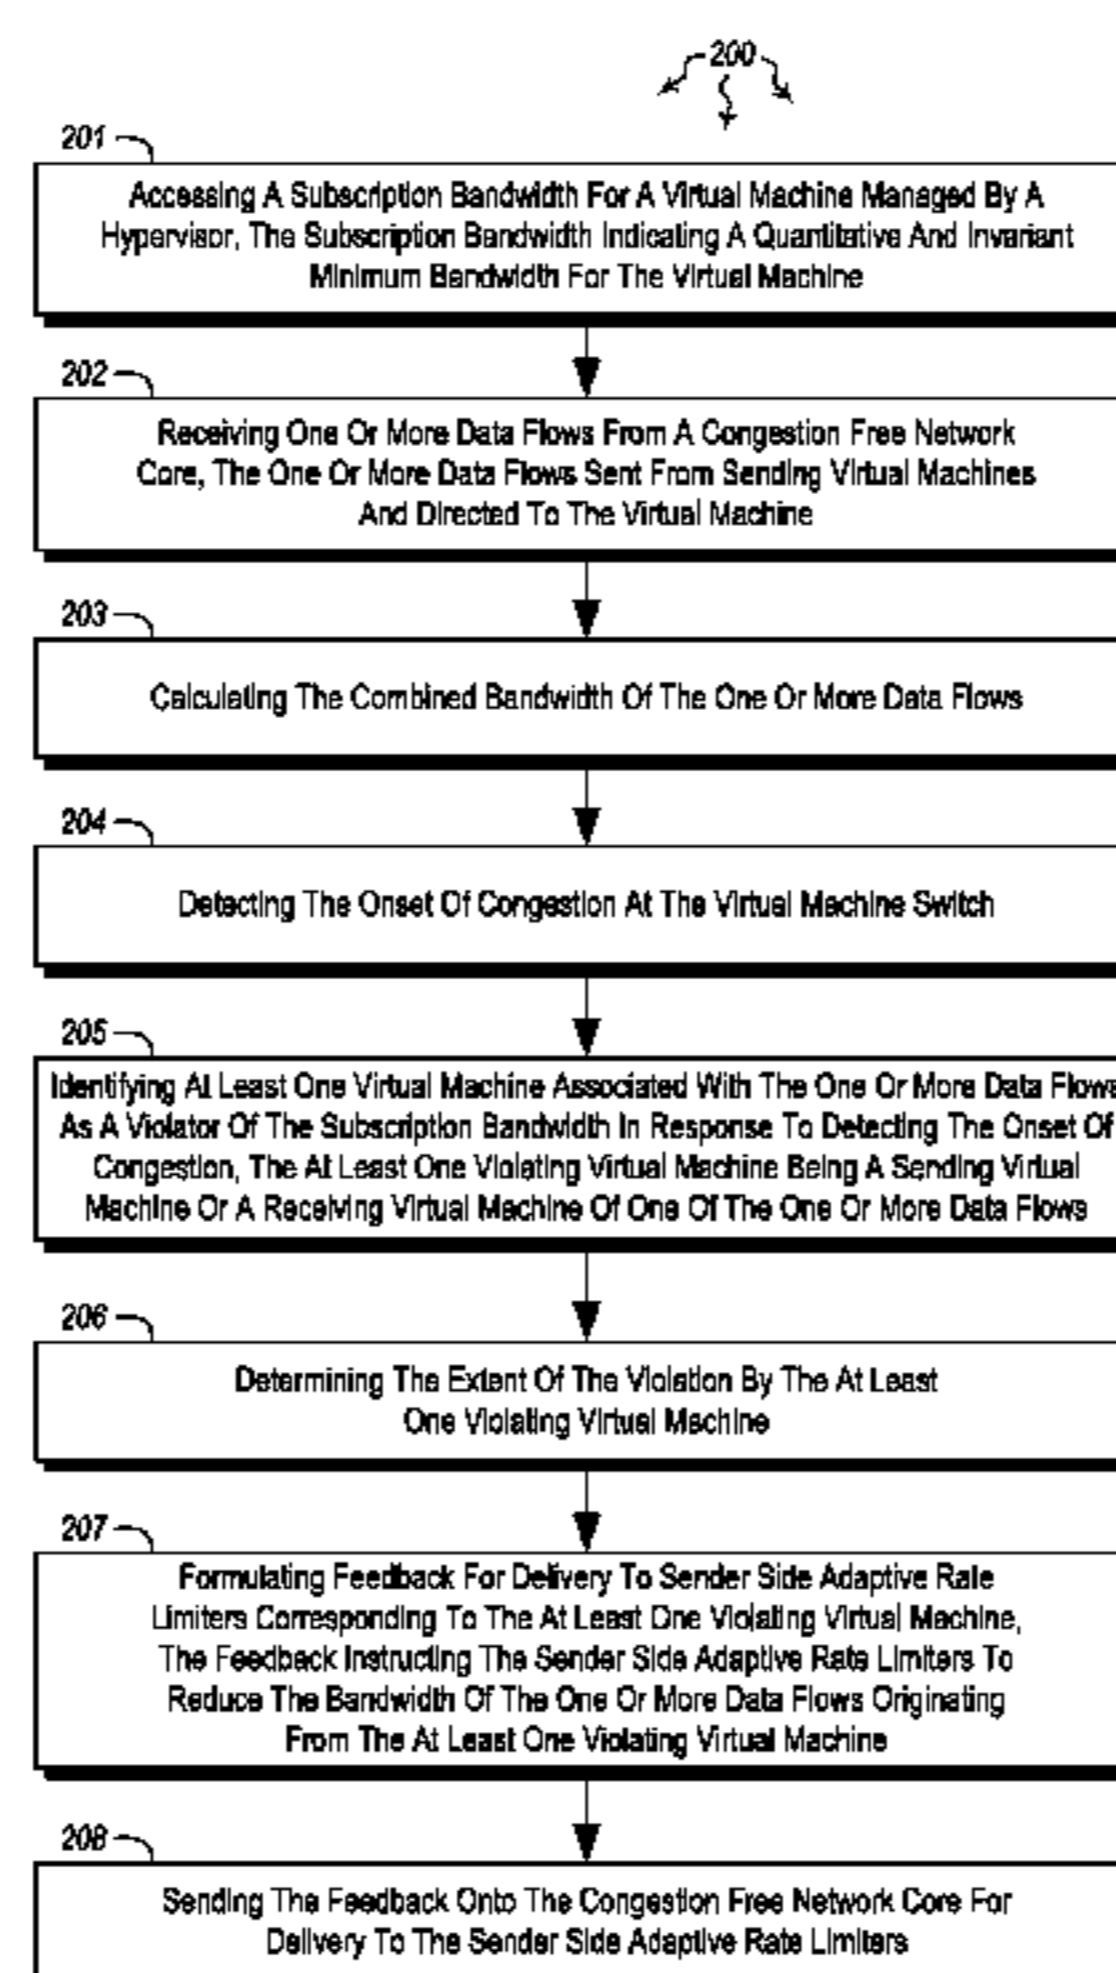 200
201
Accessing A Subscription Bandwidth For A Virtual Machine Managed By A
Hypervisor, The Subscription Bandwidth Indicating A Quantitative And Invariant
Minimum Bandwidth For The Virtual Machine
202
Receiving One Or More Data Flows From A Congestion Free Network
Core, The One Or More Data Flows Sent From Sending Virtual Machines
And Directed To The Virtual Machine
203
Calculating The Combined Bandwidth Of The One Or More Data Flows
204
Detecting The Onset Of Congestion At The Virtual Machine Switch
205
Identifying At Least One Virtual Machine Associated With The One Or More Data Flows
As A Violator Of The Subscription Bandwidth In Response To Detecting The Onset Of
Congestion, The At Least One Violating Virtual Machine Being A Sending Virtual
Machine Or A Receiving Virtual Machine Of One Of The One Or More Data Flows
206
Determining The Extent Of The Violation By The At Least
One Violating Virtual Machine
207
Formulating Feedback For Delivery To Sender Side Adaptive Rate
Limiters Corresponding To The At Least One Violating Virtual Machine,
The Feedback Instructing The Sender Side Adaptive Rate Limiters To
Reduce The Bandwidth Of The One Or More Data Flows Originating
From The At Least One Violating Virtual Machine
208
Sending The Feedback Onto The Congestion Free Network Core For
Delivery To The Sender Side Adaptive Rate Limiters